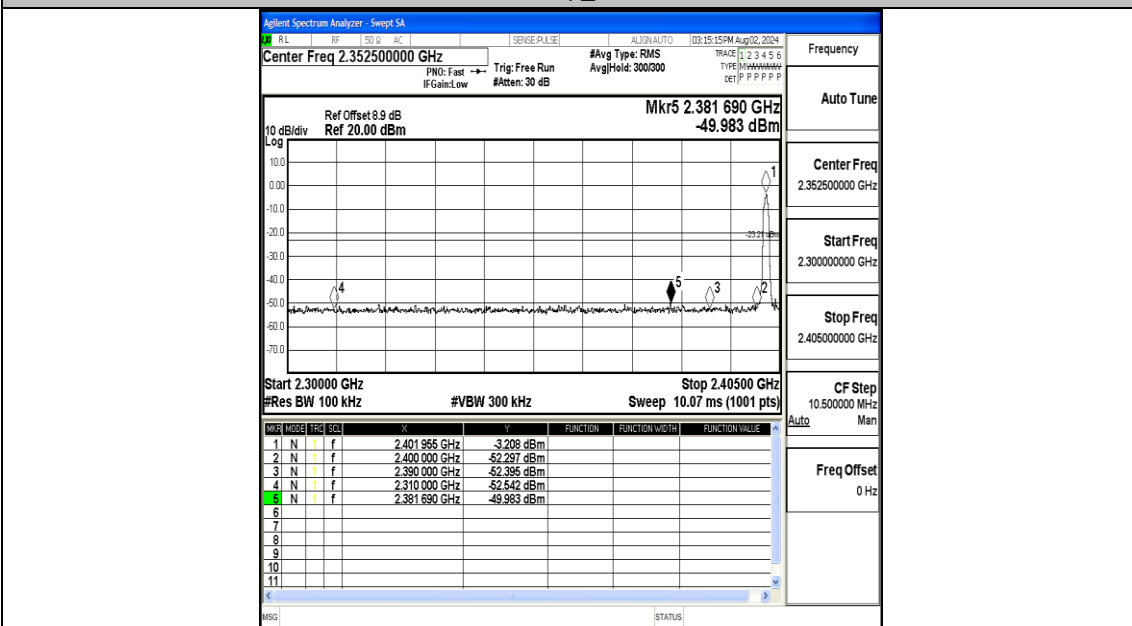 Agilent Spectrum Analyzer - Swept SA
RL RF 50 Ω AC SENSE:PULSE ALIGN AUTO 03:15:15 PM Aug 02, 2024
Center Freq 2.352500000 GHz
PNO: Fast
IFGain:Low
Trig: Free Run
#Atten: 30 dB
#Avg Type: RMS
Avg|Hold: 300/300
TRACE 1 2 3 4 5 6
TYPE MWWWWW
DET P P P P P P
Ref Offset 8.9 dB
Ref 20.00 dBm
10 dB/div
Log
Mkr5 2.381 690 GHz
-49.983 dBm
10.0
0.00
-10.0
-20.0
-30.0
-40.0
-50.0
-60.0
-70.0
-23.21 dBm
1
4
5
3
2
Start 2.30000 GHz
Stop 2.40500 GHz
#Res BW 100 kHz
#VBW 300 kHz
Sweep 10.07 ms (1001 pts)
MKR MODE TRC SCL X Y FUNCTION FUNCTION WIDTH FUNCTION VALUE
1 N 1 f 2.401 955 GHz -3.208 dBm
2 N 1 f 2.400 000 GHz -52.297 dBm
3 N 1 f 2.390 000 GHz -52.395 dBm
4 N 1 f 2.310 000 GHz -52.542 dBm
5 N 1 f 2.381 690 GHz -49.983 dBm
6
7
8
9
10
11
MSG
STATUS
Frequency
Auto Tune
Center Freq
2.352500000 GHz
Start Freq
2.300000000 GHz
Stop Freq
2.405000000 GHz
CF Step
10.500000 MHz
Auto Man
Freq Offset
0 Hz